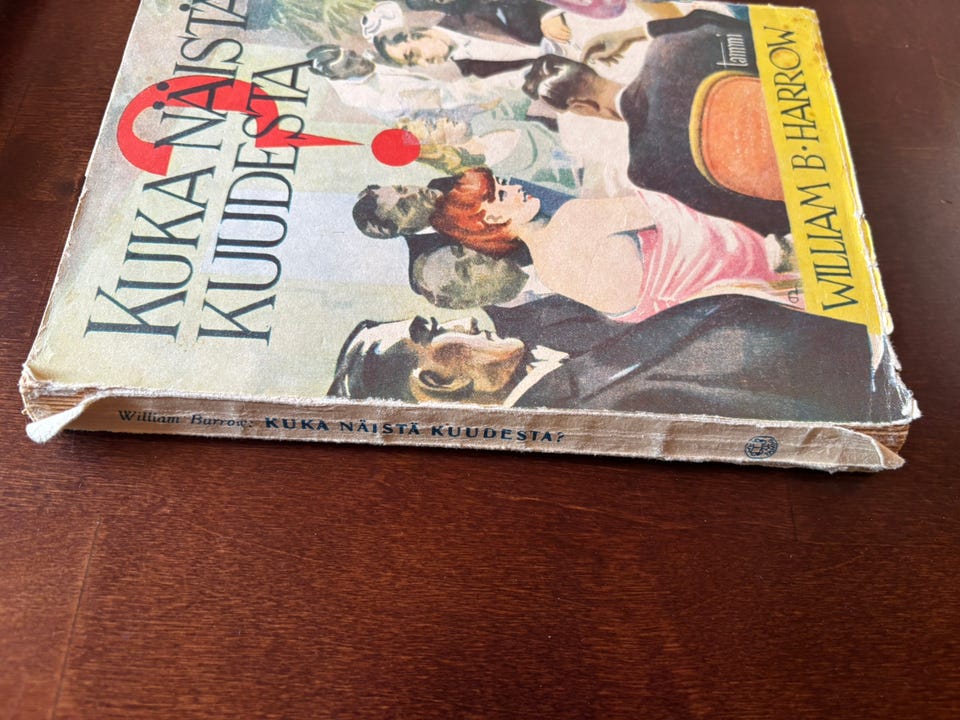 KUKA NÄISTÄ
KUUDESTA
?
tammi
WILLIAM B·HARROW
William Barrow: KUKA NÄISTÄ KUUDESTA?